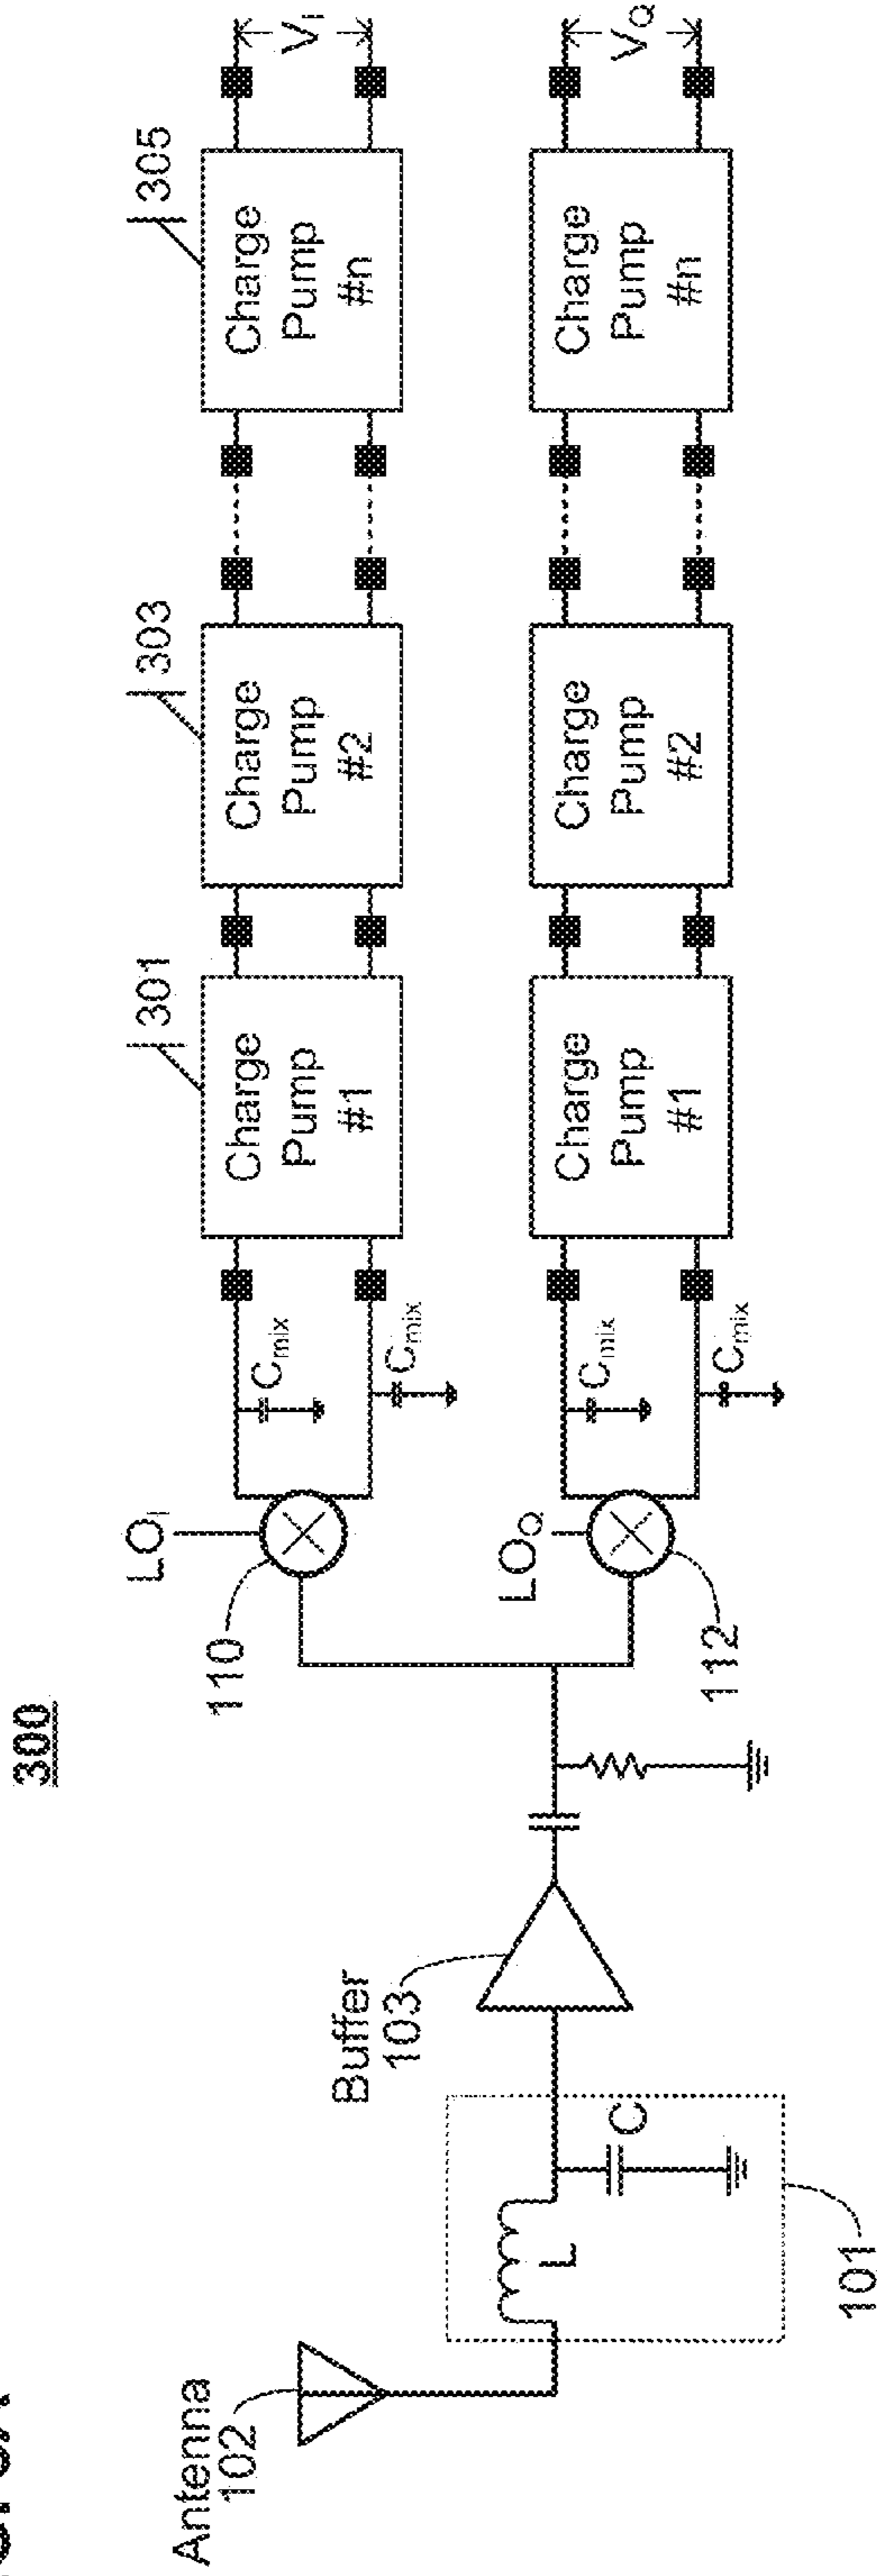 300
Antenna
102
L
C
101
Buffer
103
110
LO_I
112
LO_Q
C_mix
C_mix
C_mix
C_mix
301
Charge
Pump
#1
303
Charge
Pump
#2
305
Charge
Pump
#n
V_I
Charge
Pump
#1
Charge
Pump
#2
Charge
Pump
#n
V_Q